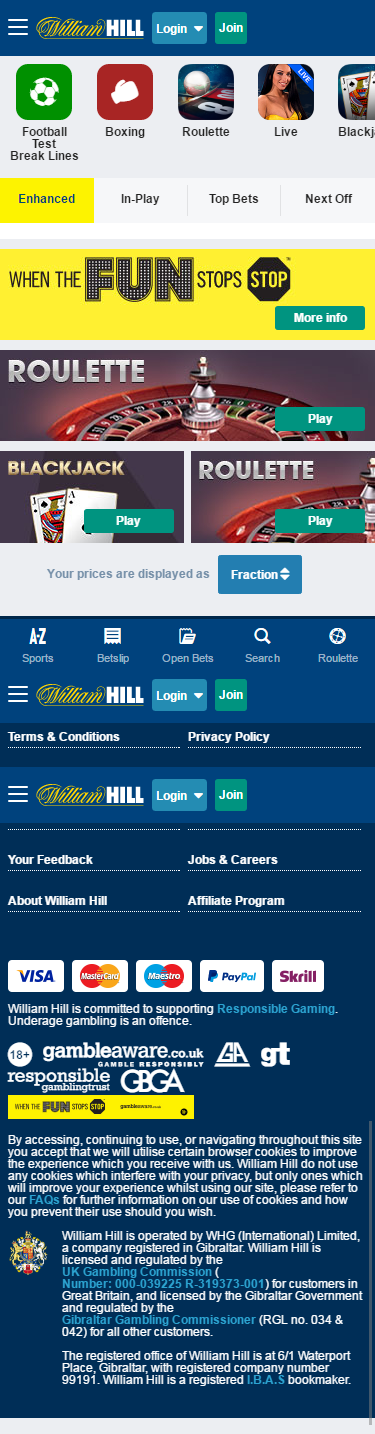 William HILL Login Join
LIVE
Football Boxing Roulette Live Blackj
Test
Break Lines
Enhanced In-Play Top Bets Next Off
WHEN THE FUN STOPS STOP
More info
ROULETTE
Play
BLACKJACK ROULETTE
Play Play
Your prices are displayed as Fraction
A-Z
Sports Betslip Open Bets Search Roulette
William HILL Login Join
Terms & Conditions Privacy Policy
William HILL Login Join
Your Feedback Jobs & Careers
About William Hill Affiliate Program
VISA MasterCard Maestro PayPal Skrill
William Hill is committed to supporting Responsible Gaming.
Underage gambling is an offence.
18+ gambleaware.co.uk GA gt
GAMBLE RESPONSIBLY
responsible GBGA
gamblingtrust
WHEN THE FUN STOPS STOP gambleaware.co.uk
By accessing, continuing to use, or navigating throughout this site
you accept that we will utilise certain browser cookies to improve
the experience which you receive with us. William Hill do not use
any cookies which interfere with your privacy, but only ones which
will improve your experience whilst using our site, please refer to
our FAQs for further information on our use of cookies and how
you prevent their use should you wish.
William Hill is operated by WHG (International) Limited,
a company registered in Gibraltar. William Hill is
licensed and regulated by the
UK Gambling Commission (
Number: 000-039225 R-319373-001) for customers in
Great Britain, and licensed by the Gibraltar Government
and regulated by the
Gibraltar Gambling Commissioner (RGL no. 034 &
042) for all other customers.
The registered office of William Hill is at 6/1 Waterport
Place, Gibraltar, with registered company number
99191. William Hill is a registered I.B.A.S bookmaker.